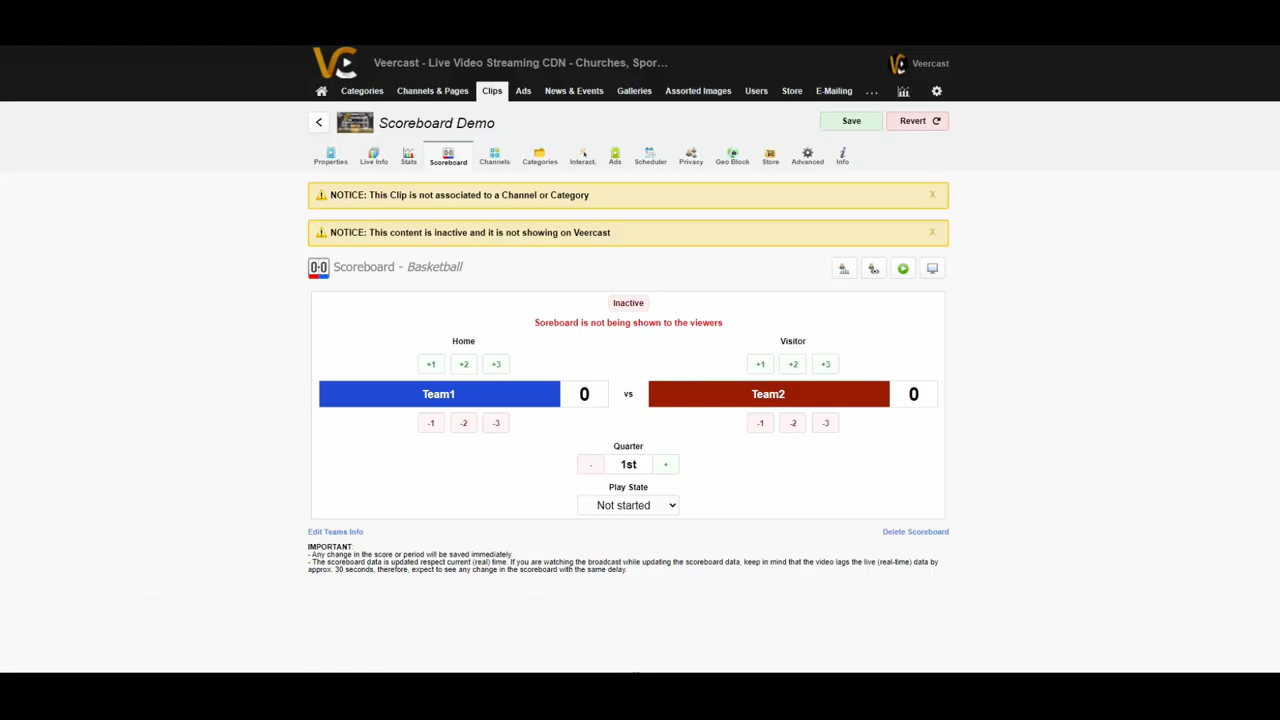 VC
Veercast - Live Video Streaming CDN - Churches, Spor...
VC Veercast
Categories Channels & Pages Clips Ads News & Events Galleries Assorted Images Users Store E-Mailing ...
< Scoreboard Demo Save Revert
Properties Live Info Stats Scoreboard Channels Categories Interact. Ads Scheduler Privacy Geo Block Store Advanced Info
NOTICE: This Clip is not associated to a Channel or Category X
NOTICE: This content is inactive and it is not showing on Veercast X
0:0 Scoreboard - Basketball
Inactive
Soreboard is not being shown to the viewers
Home Visitor
+1 +2 +3 +1 +2 +3
Team1 0 vs Team2 0
-1 -2 -3 -1 -2 -3
Quarter
- 1st +
Play State
Not started
Edit Teams Info Delete Scoreboard
IMPORTANT:
- Any change in the score or period will be saved immediately.
- The scoreboard data is updated respect current (real) time. If you are watching the broadcast while updating the scoreboard data, keep in mind that the video lags the live (real-time) data by
approx. 30 seconds, therefore, expect to see any change in the scoreboard with the same delay.